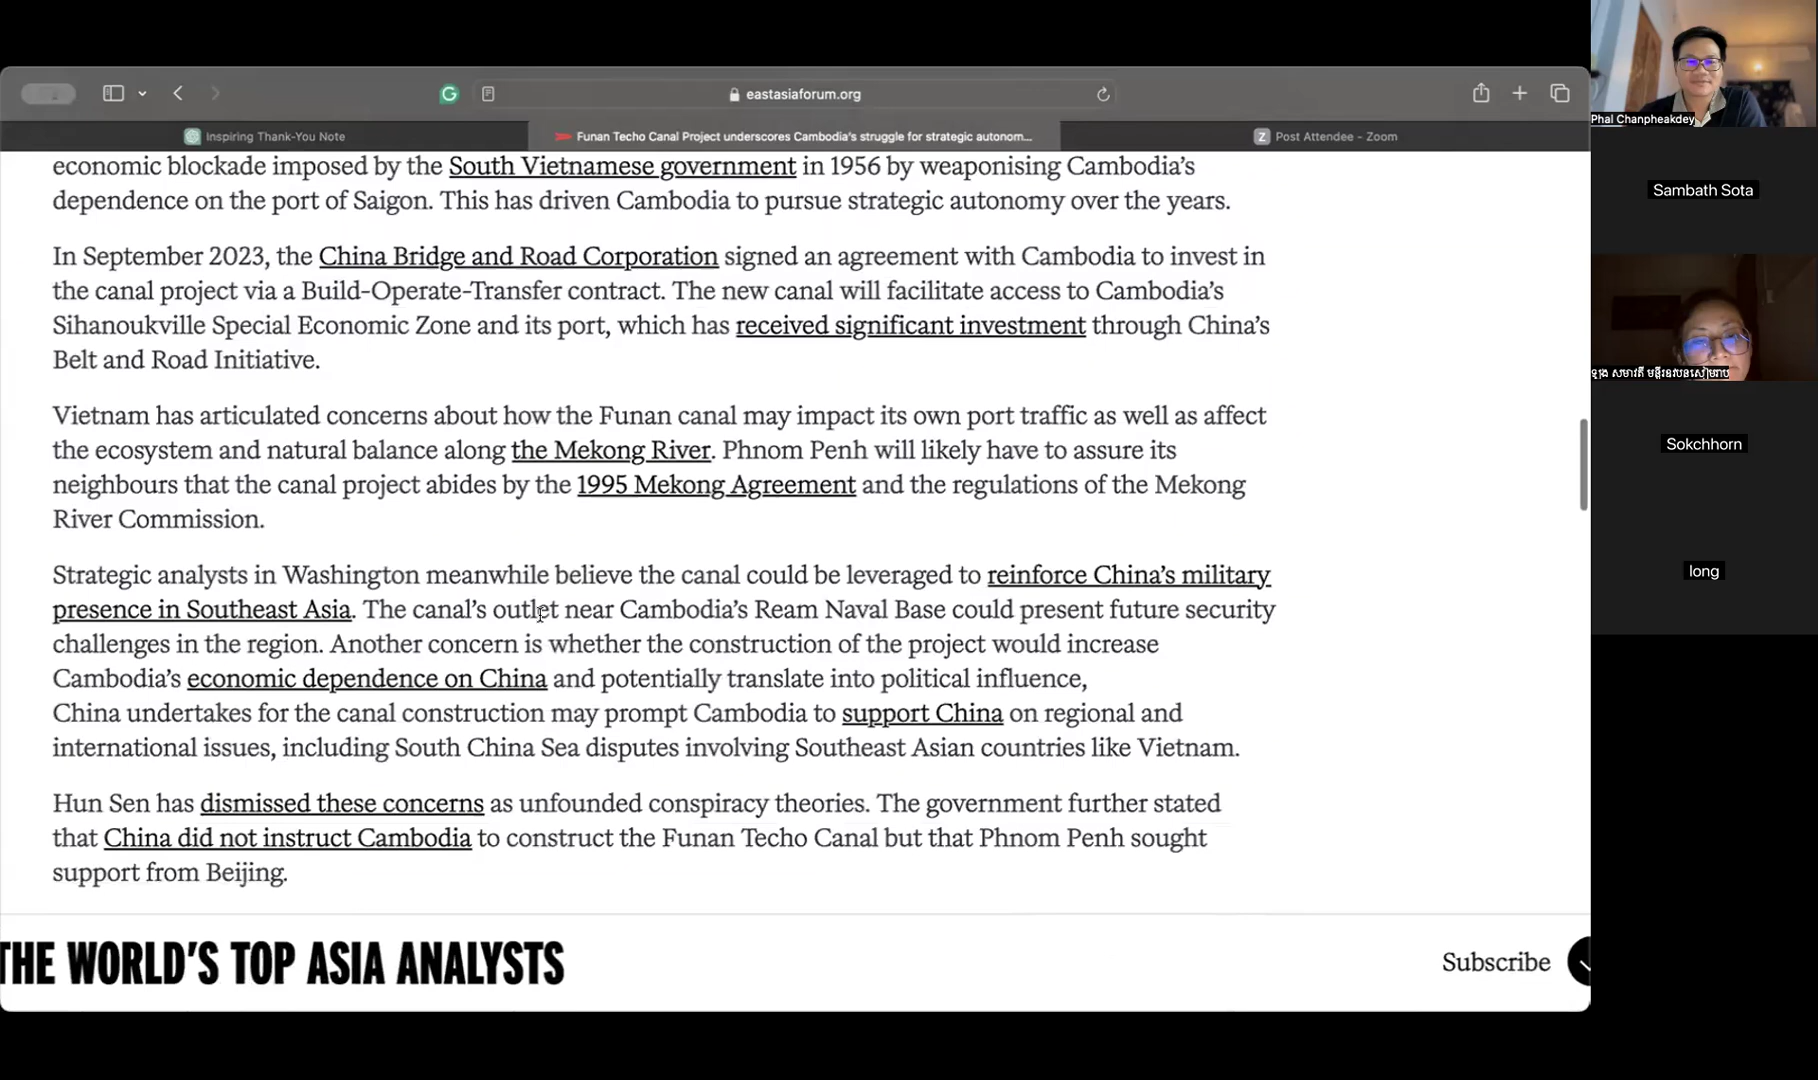 eastasiaforum.org
Inspiring Thank-You Note
Funan Techo Canal Project underscores Cambodia's struggle for strategic autonom...
Z Post Attendee - Zoom
economic blockade imposed by the South Vietnamese government in 1956 by weaponising Cambodia's
dependence on the port of Saigon. This has driven Cambodia to pursue strategic autonomy over the years.
In September 2023, the China Bridge and Road Corporation signed an agreement with Cambodia to invest in
the canal project via a Build-Operate-Transfer contract. The new canal will facilitate access to Cambodia's
Sihanoukville Special Economic Zone and its port, which has received significant investment through China's
Belt and Road Initiative.
Vietnam has articulated concerns about how the Funan canal may impact its own port traffic as well as affect
the ecosystem and natural balance along the Mekong River. Phnom Penh will likely have to assure its
neighbours that the canal project abides by the 1995 Mekong Agreement and the regulations of the Mekong
River Commission.
Strategic analysts in Washington meanwhile believe the canal could be leveraged to reinforce China's military
presence in Southeast Asia. The canal's outlet near Cambodia's Ream Naval Base could present future security
challenges in the region. Another concern is whether the construction of the project would increase
Cambodia's economic dependence on China and potentially translate into political influence,
China undertakes for the canal construction may prompt Cambodia to support China on regional and
international issues, including South China Sea disputes involving Southeast Asian countries like Vietnam.
Hun Sen has dismissed these concerns as unfounded conspiracy theories. The government further stated
that China did not instruct Cambodia to construct the Funan Techo Canal but that Phnom Penh sought
support from Beijing.
THE WORLD'S TOP ASIA ANALYSTS
Subscribe
Phal Chanpheakdey
Sambath Sota
Sokchhorn
long